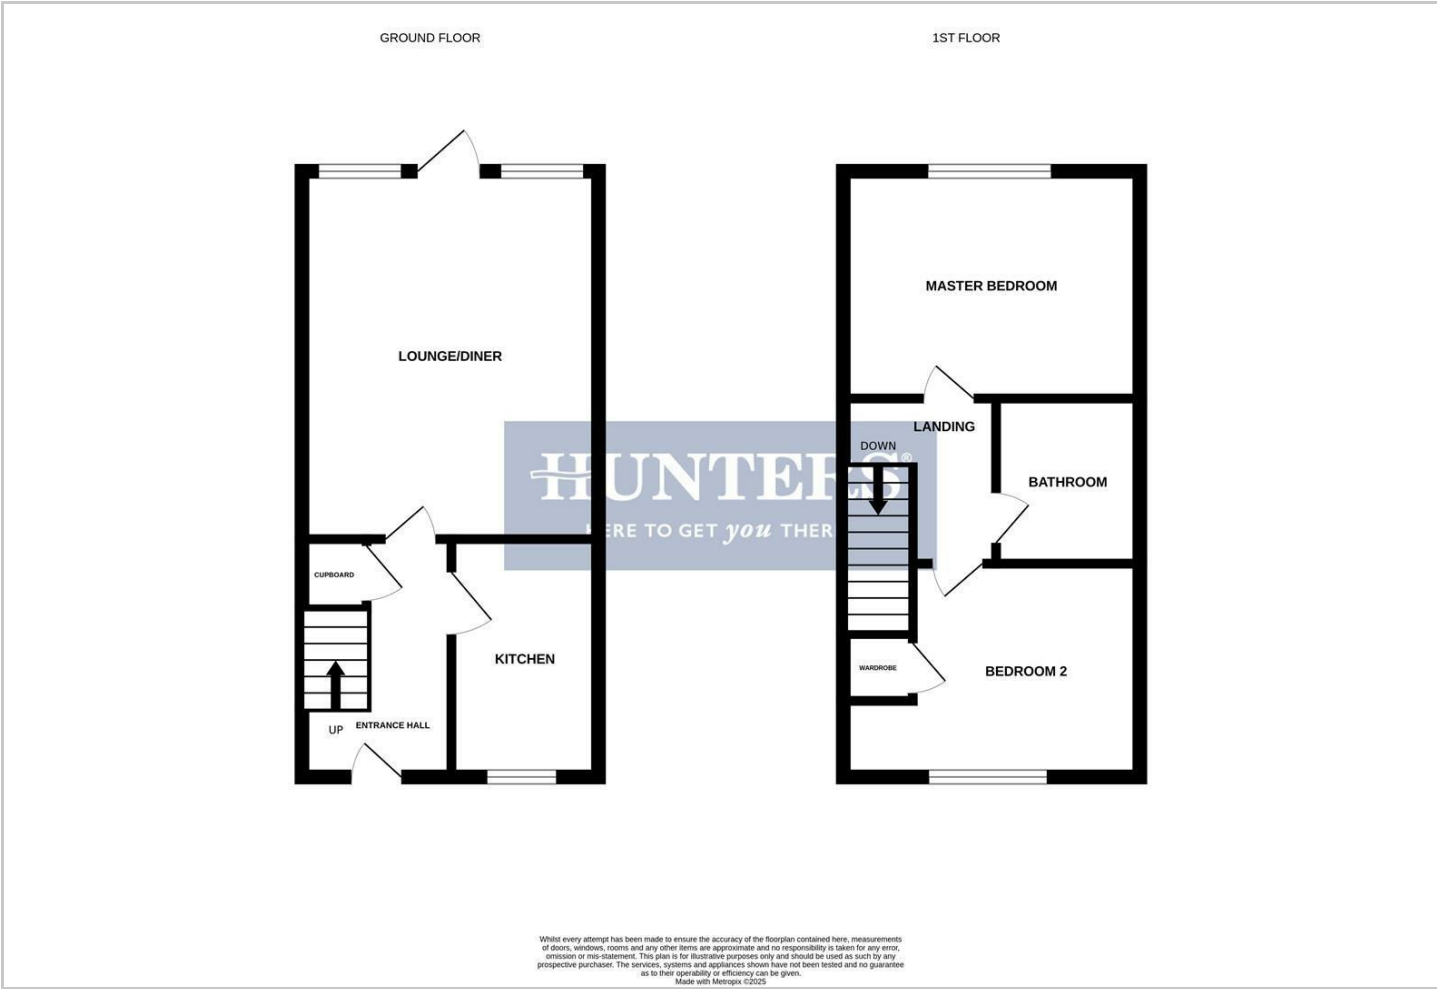 GROUND FLOOR
1ST FLOOR
LOUNGE/DINER
CUPBOARD
KITCHEN
UP
ENTRANCE HALL
MASTER BEDROOM
LANDING
DOWN
BATHROOM
WARDROBE
BEDROOM 2
HUNTERS®
HERE TO GET you THERE
Whilst every attempt has been made to ensure the accuracy of the floorplan contained here, measurements
of doors, windows, rooms and any other items are approximate and no responsibility is taken for any error,
omission or mis-statement. This plan is for illustrative purposes only and should be used as such by any
prospective purchaser. The services, systems and appliances shown have not been tested and no guarantee
as to their operability or efficiency can be given.
Made with Metropix ©2025